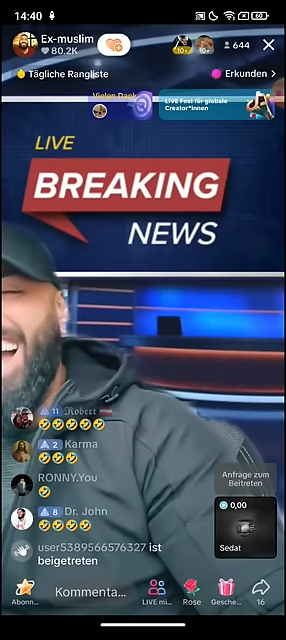 14:40
60
Ex-muslim
80.2K
10+
10+
644
Tägliche Rangliste
Erkunden
Vielen Dank
LIVE Fest für globale
Creator*innen
LIVE
BREAKING
NEWS
11 Robert
2 Karma
RONNY.You
8 Dr. John
user5389566576327 ist
beigetreten
Anfrage zum
Beitreten
0,00
Sedat
Kommenta...
Abonn...
LIVE mi...
Rose
Gesche...
16